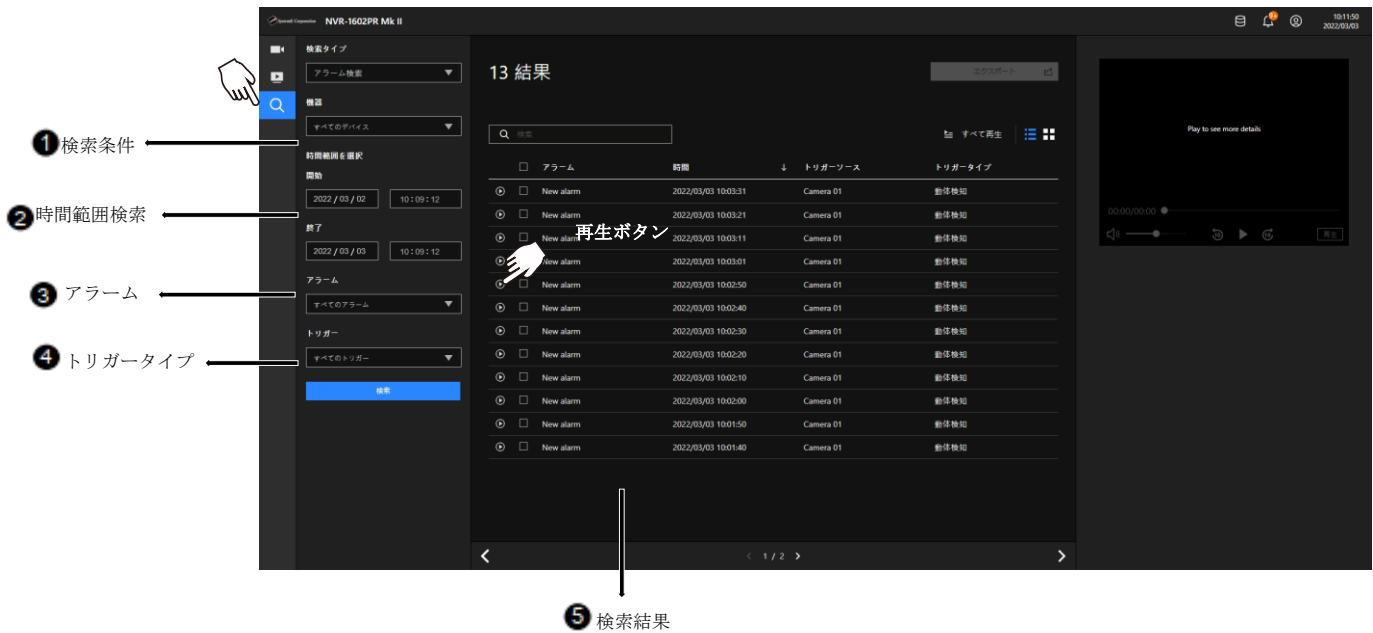 NVR-1602PR Mk II
9+
10:11:50
2022/03/03
検索タイプ
アラーム検索
機器
すべてのデバイス
時間範囲を選択
開始
2022 / 03 / 02 10:09:12
終了
2022 / 03 / 03 10:09:12
アラーム
すべてのアラーム
トリガー
すべてのトリガー
検索
❶検索条件
❷時間範囲検索
❸ アラーム
❹ トリガータイプ
13 結果
エクスポート
検索
すべて再生
アラーム 時間 ↓ トリガーソース トリガータイプ
New alarm 2022/03/03 10:03:31 Camera 01 動体検知
New alarm 2022/03/03 10:03:21 Camera 01 動体検知
New alarm 2022/03/03 10:03:11 Camera 01 動体検知
再生ボタン
New alarm 2022/03/03 10:03:01 Camera 01 動体検知
New alarm 2022/03/03 10:02:50 Camera 01 動体検知
New alarm 2022/03/03 10:02:40 Camera 01 動体検知
New alarm 2022/03/03 10:02:30 Camera 01 動体検知
New alarm 2022/03/03 10:02:20 Camera 01 動体検知
New alarm 2022/03/03 10:02:10 Camera 01 動体検知
New alarm 2022/03/03 10:02:00 Camera 01 動体検知
New alarm 2022/03/03 10:01:50 Camera 01 動体検知
New alarm 2022/03/03 10:01:40 Camera 01 動体検知
< 1 / 2 >
Play to see more details
00:00/00:00
10 10 再生
❺ 検索結果